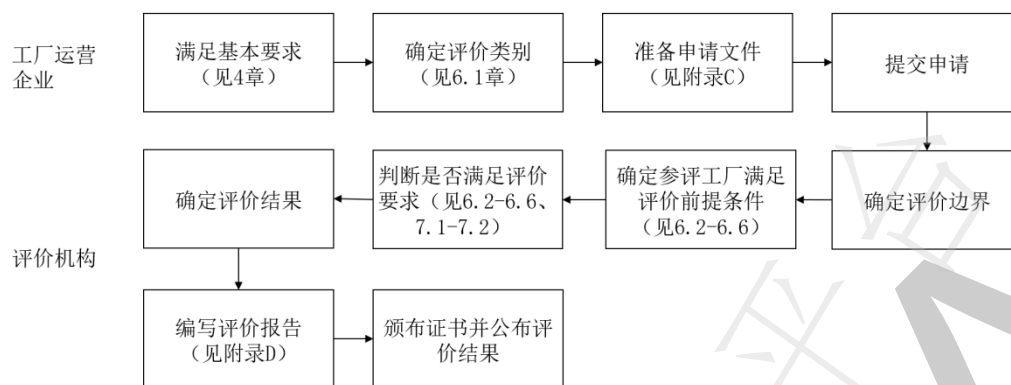 工厂运营
企业
满足基本要求
（见4章）
确定评价类别
（见6.1章）
准备申请文件
（见附录C）
提交申请
评价机构
确定评价边界
确定参评工厂满足
评价前提条件
（见6.2-6.6）
判断是否满足评价
要求（见6.2-6.6、
7.1-7.2）
确定评价结果
编写评价报告
（见附录D）
颁布证书并公布评
价结果
平台